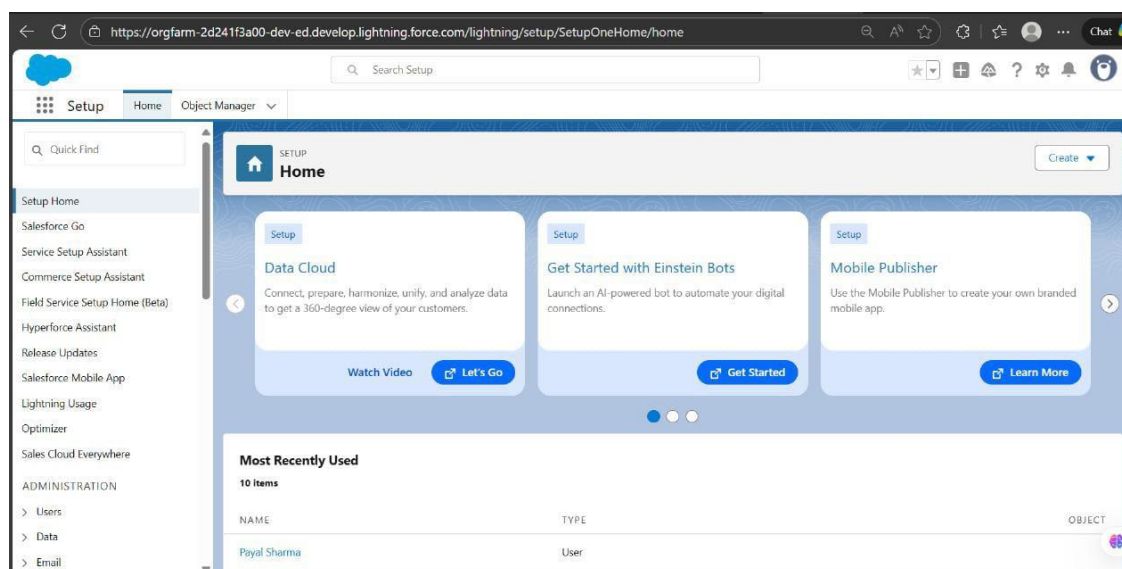 https://orgfarm-2d241f3a00-dev-ed.develop.lightning.force.com/lightning/setup/SetupOneHome/home
Chat
Search Setup
Setup Home Object Manager
Quick Find
Setup Home
Salesforce Go
Service Setup Assistant
Commerce Setup Assistant
Field Service Setup Home (Beta)
Hyperforce Assistant
Release Updates
Salesforce Mobile App
Lightning Usage
Optimizer
Sales Cloud Everywhere
ADMINISTRATION
Users
Data
Email
SETUP
Home
Create
Setup
Data Cloud
Connect, prepare, harmonize, unify, and analyze data
to get a 360-degree view of your customers.
Watch Video Let's Go
Setup
Get Started with Einstein Bots
Launch an AI-powered bot to automate your digital
connections.
Get Started
Setup
Mobile Publisher
Use the Mobile Publisher to create your own branded
mobile app.
Learn More
Most Recently Used
10 items
NAME TYPE OBJECT
Payal Sharma User